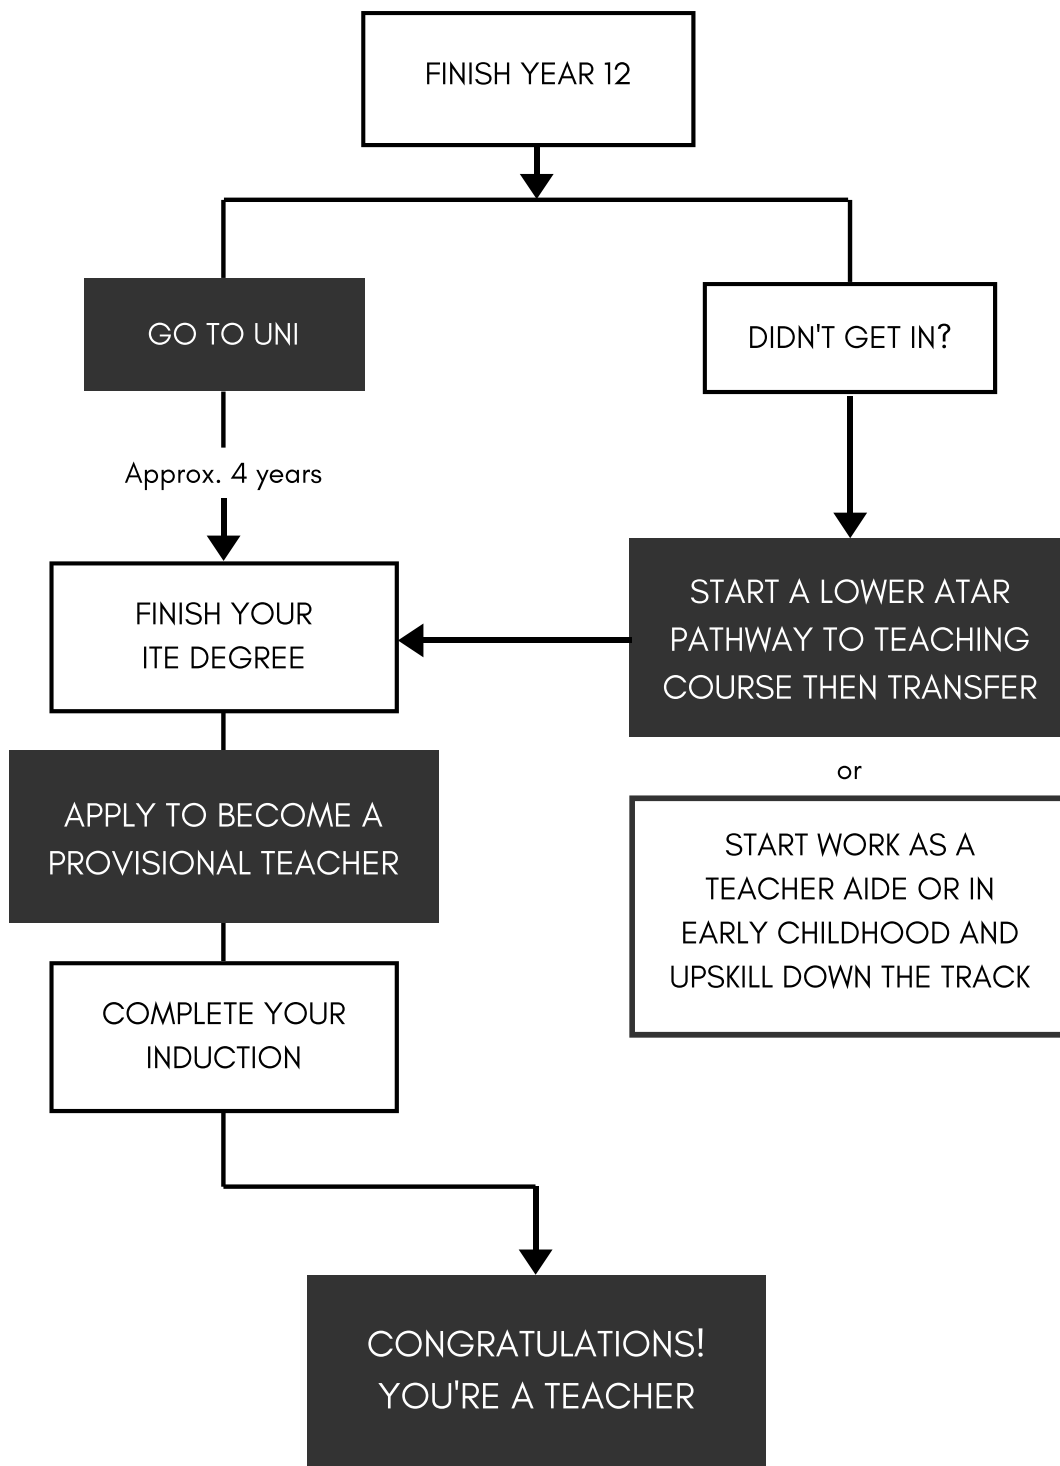 FINISH YEAR 12
GO TO UNI
DIDN'T GET IN?
Approx. 4 years
FINISH YOUR
ITE DEGREE
START A LOWER ATAR
PATHWAY TO TEACHING
COURSE THEN TRANSFER
or
START WORK AS A
TEACHER AIDE OR IN
EARLY CHILDHOOD AND
UPSKILL DOWN THE TRACK
APPLY TO BECOME A
PROVISIONAL TEACHER
COMPLETE YOUR
INDUCTION
CONGRATULATIONS!
YOU'RE A TEACHER